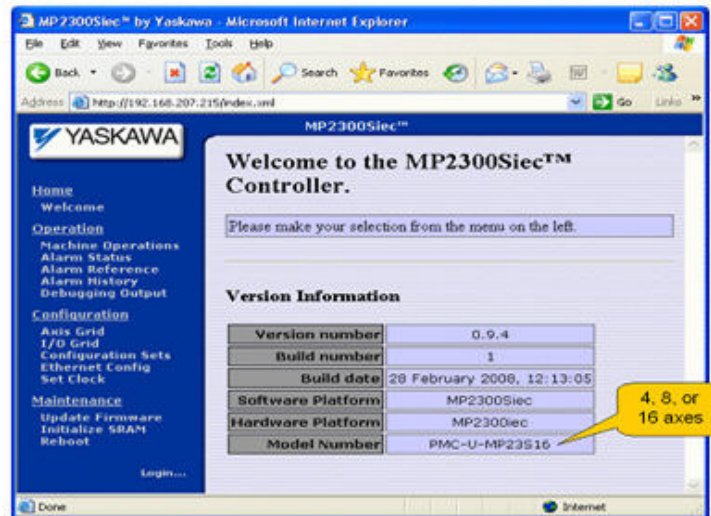 MP2300Siec™ by Yaskawa - Microsoft Internet Explorer
File Edit View Favorites Tools Help
Back Search Favorites
Address http://192.168.207.215/index.xml Go Links »
YASKAWA
MP2300Siec™
Home
Welcome
Operation
Machine Operations
Alarm Status
Alarm Reference
Alarm History
Debugging Output
Configuration
Axis Grid
I/O Grid
Configuration Sets
Ethernet Config
Set Clock
Maintenance
Update Firmware
Initialize SRAM
Reboot
Login...
Welcome to the MP2300Siec™
Controller.
Please make your selection from the menu on the left.
Version Information
Version number 0.9.4
Build number 1
Build date 28 February 2008, 12:13:05
Software Platform MP2300Siec
Hardware Platform MP2300iec
Model Number PMC-U-MP23S16
4, 8, or
16 axes
Done Internet